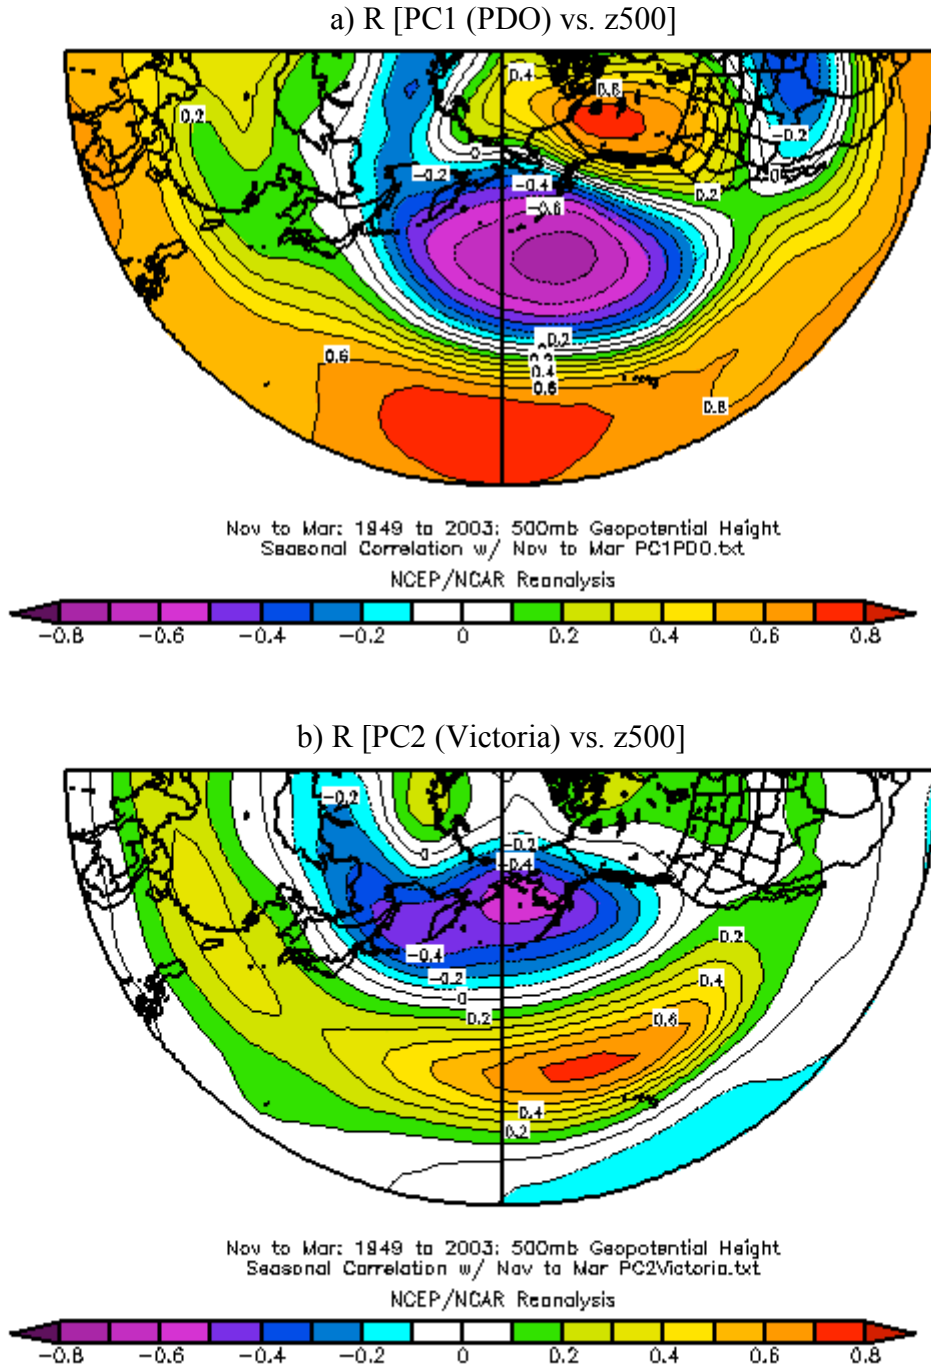 a) R [PC1 (PDO) vs. z500]
0.4
0.8
0.2
-0.2
-0.2
-0.4
0.2
-0.6
-0.2
0.4
0.6
0.6
0.8
Nov to Mar: 1949 to 2003: 500mb Geopotential Height
Seasonal Correlation w/ Nov to Mar PC1PDO.txt
NCEP/NCAR Reanalysis
-0.8 -0.6 -0.4 -0.2 0 0.2 0.4 0.6 0.8
b) R [PC2 (Victoria) vs. z500]
-0.2
-0.2
0
-0.4
0.2
-0.4
-0.2
0.4
0
0.2
0.6
0.4
0.2
Nov to Mar: 1949 to 2003: 500mb Geopotential Height
Seasonal Correlation w/ Nov to Mar PC2Victoria.txt
NCEP/NCAR Reanalysis
-0.8 -0.6 -0.4 -0.2 0 0.2 0.4 0.6 0.8